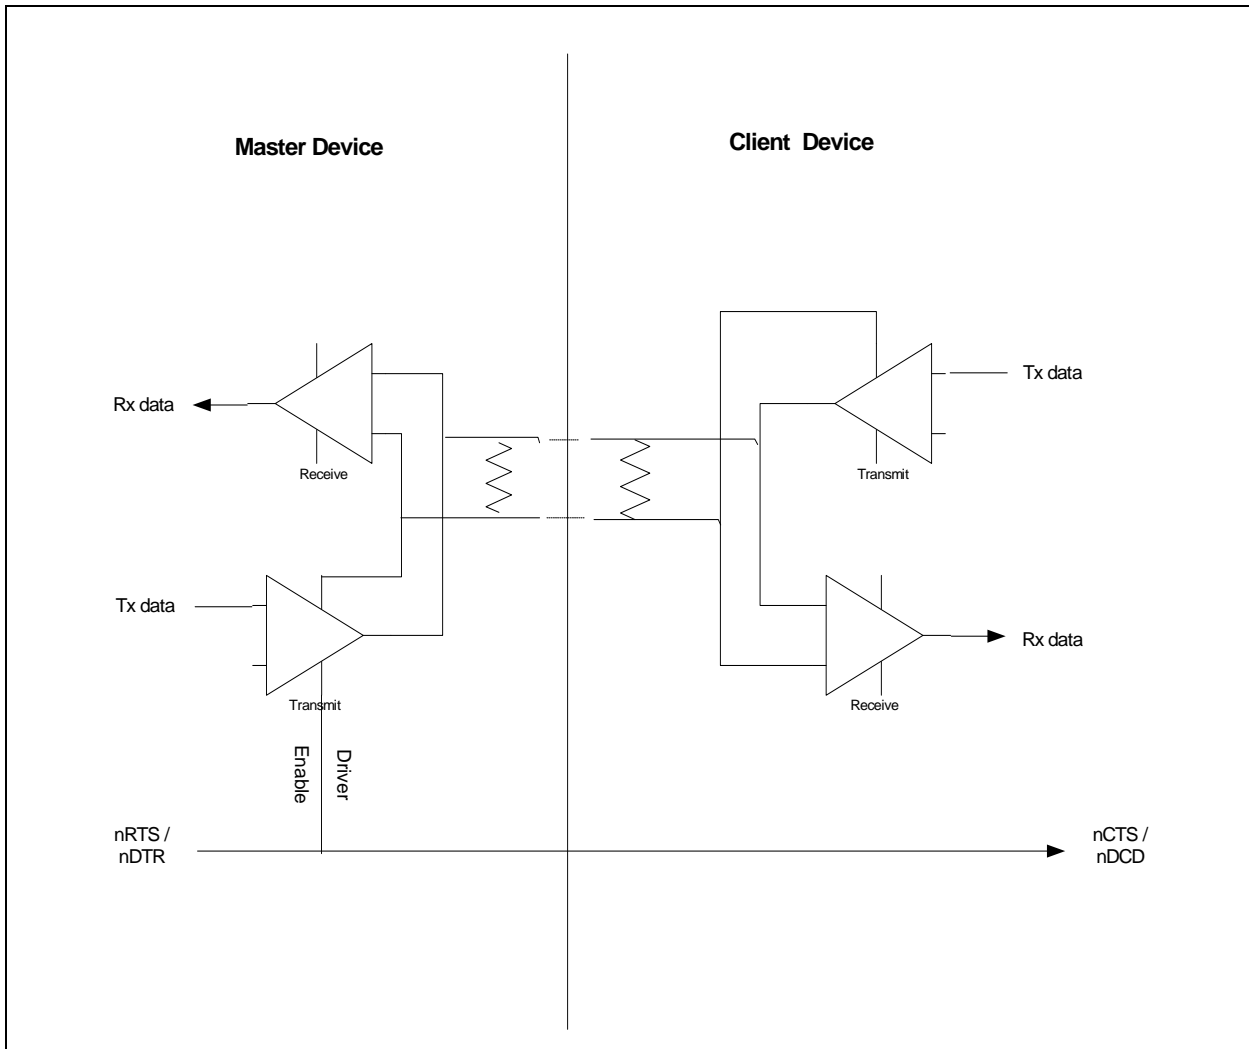 Master Device
Client Device
Rx data
Receive
Tx data
Transmit
Tx data
Transmit
Rx data
Receive
Driver
Enable
nRTS /
nDTR
nCTS /
nDCD